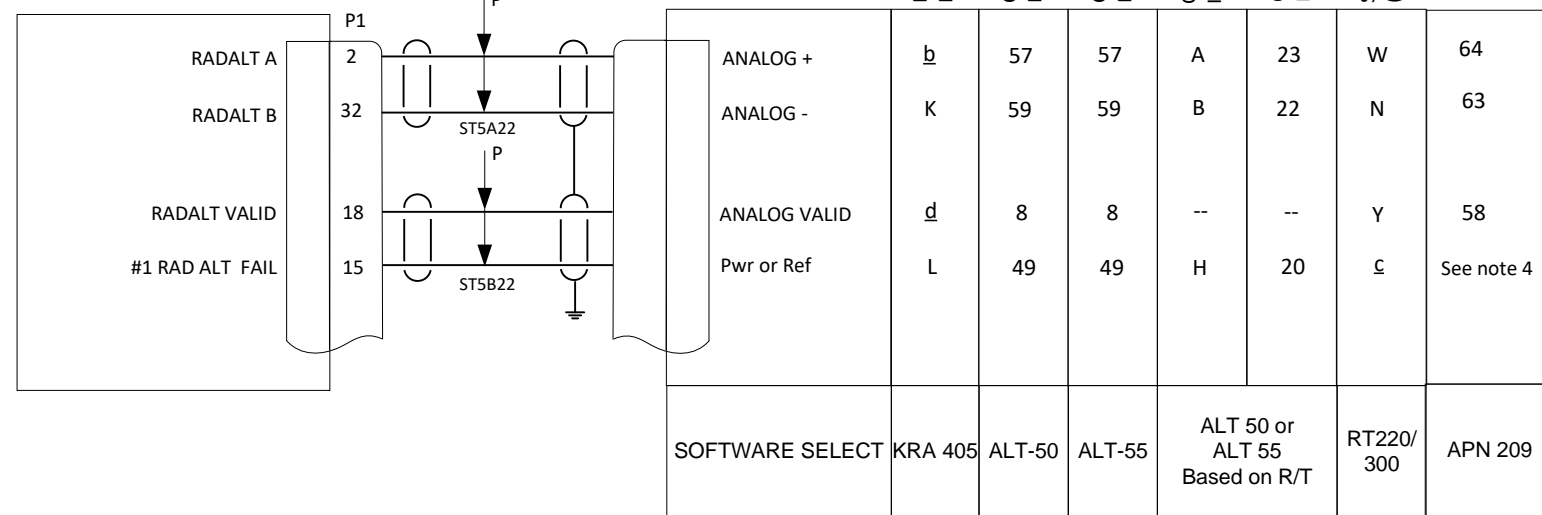 P
P1
RADALT A 2 ANALOG + b 57 57 A 23 W 64
RADALT B 32 ANALOG - K 59 59 B 22 N 63
ST5A22
P
RADALT VALID 18 ANALOG VALID d 8 8 -- -- Y 58
#1 RAD ALT FAIL 15 Pwr or Ref L 49 49 H 20 c See note 4
ST5B22
SOFTWARE SELECT KRA 405 ALT-50 ALT-55 ALT 50 or ALT 55 Based on R/T RT220/ 300 APN 209